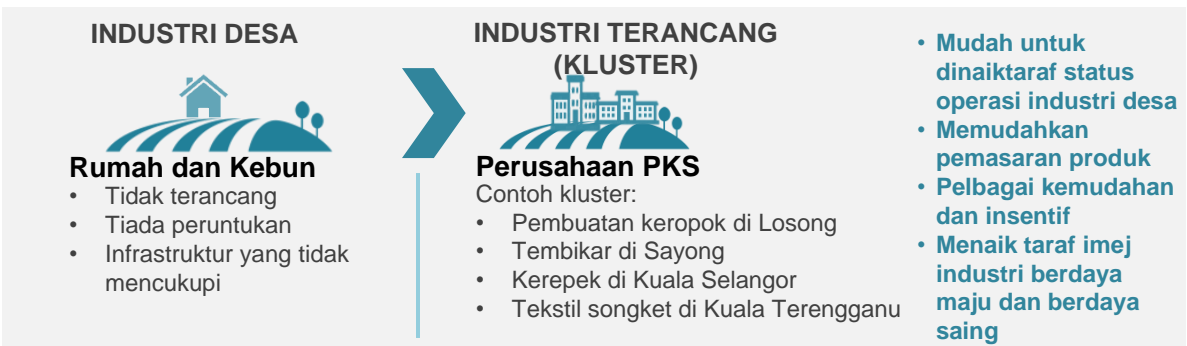 INDUSTRI DESA
Rumah dan Kebun
• Tidak terancang
• Tiada peruntukan
• Infrastruktur yang tidak
mencukupi
INDUSTRI TERANCANG
(KLUSTER)
Perusahaan PKS
Contoh kluster:
• Pembuatan keropok di Losong
• Tembikar di Sayong
• Kerepek di Kuala Selangor
• Tekstil songket di Kuala Terengganu
• Mudah untuk
dinaiktaraf status
operasi industri desa
• Memudahkan
pemasaran produk
• Pelbagai kemudahan
dan insentif
• Menaik taraf imej
industri berdaya
maju dan berdaya
saing